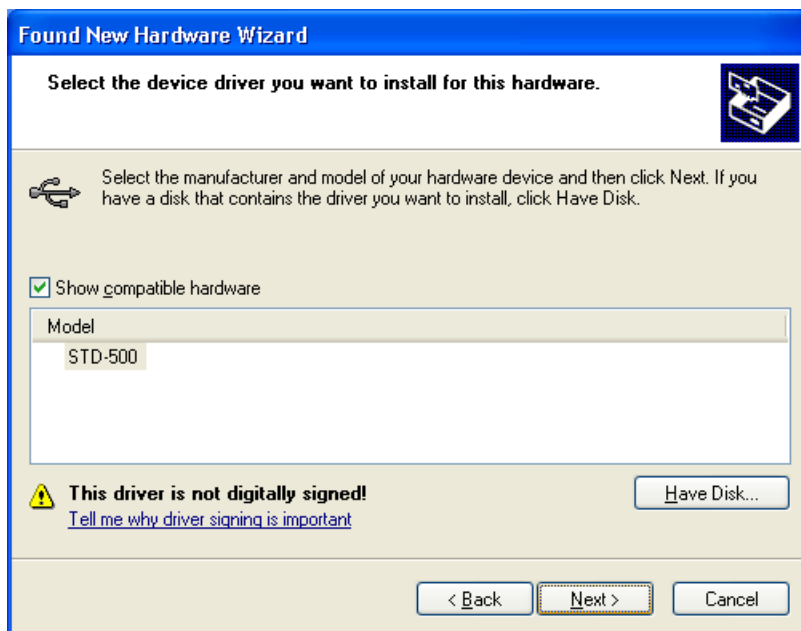 Found New Hardware Wizard
Select the device driver you want to install for this hardware.
Select the manufacturer and model of your hardware device and then click Next. If you
have a disk that contains the driver you want to install, click Have Disk.
Show compatible hardware
Model
STD-500
This driver is not digitally signed!
Have Disk...
Tell me why driver signing is important
< Back
Next >
Cancel